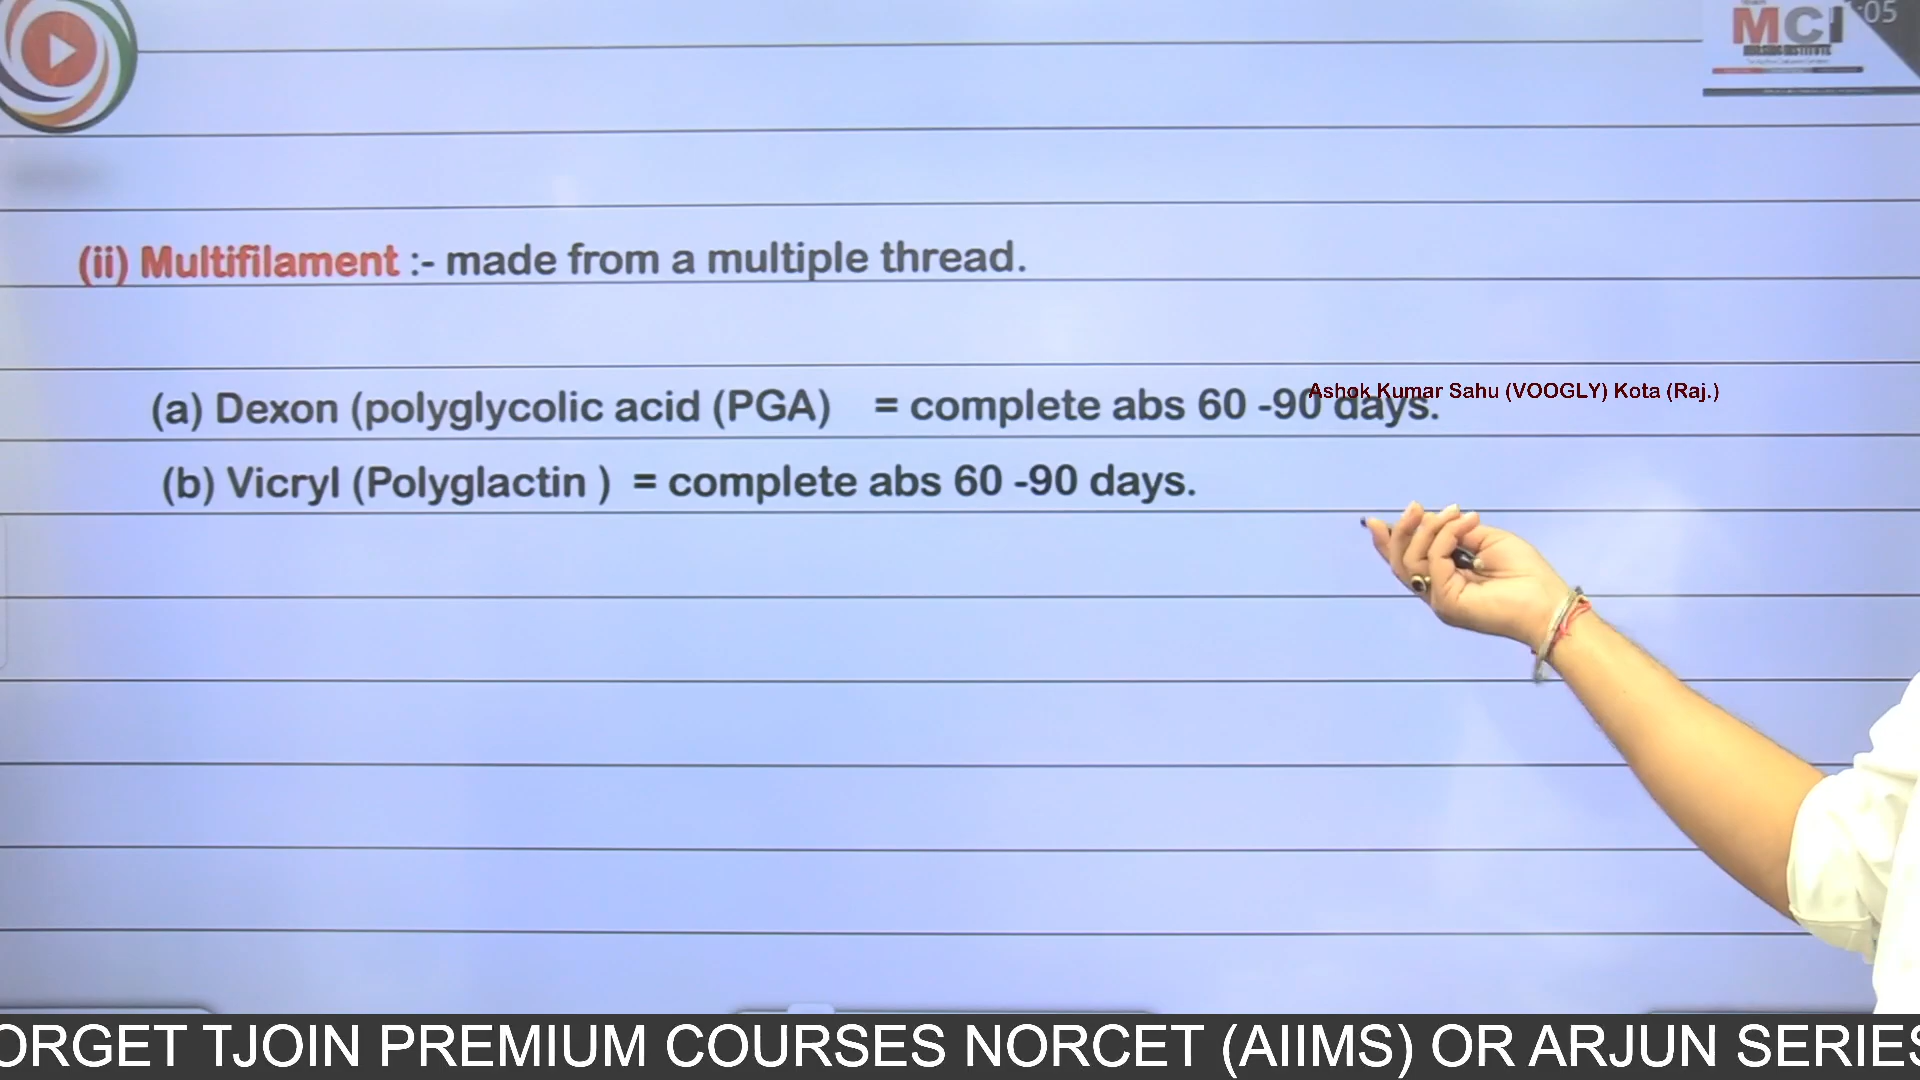 MCI
:05
(ii) Multifilament :- made from a multiple thread.
Ashok Kumar Sahu (VOOGLY) Kota (Raj.)
(a) Dexon (polyglycolic acid (PGA) = complete abs 60 -90 days.
(b) Vicryl (Polyglactin ) = complete abs 60 -90 days.
ORGET TJOIN PREMIUM COURSES NORCET (AIIMS) OR ARJUN SERIES